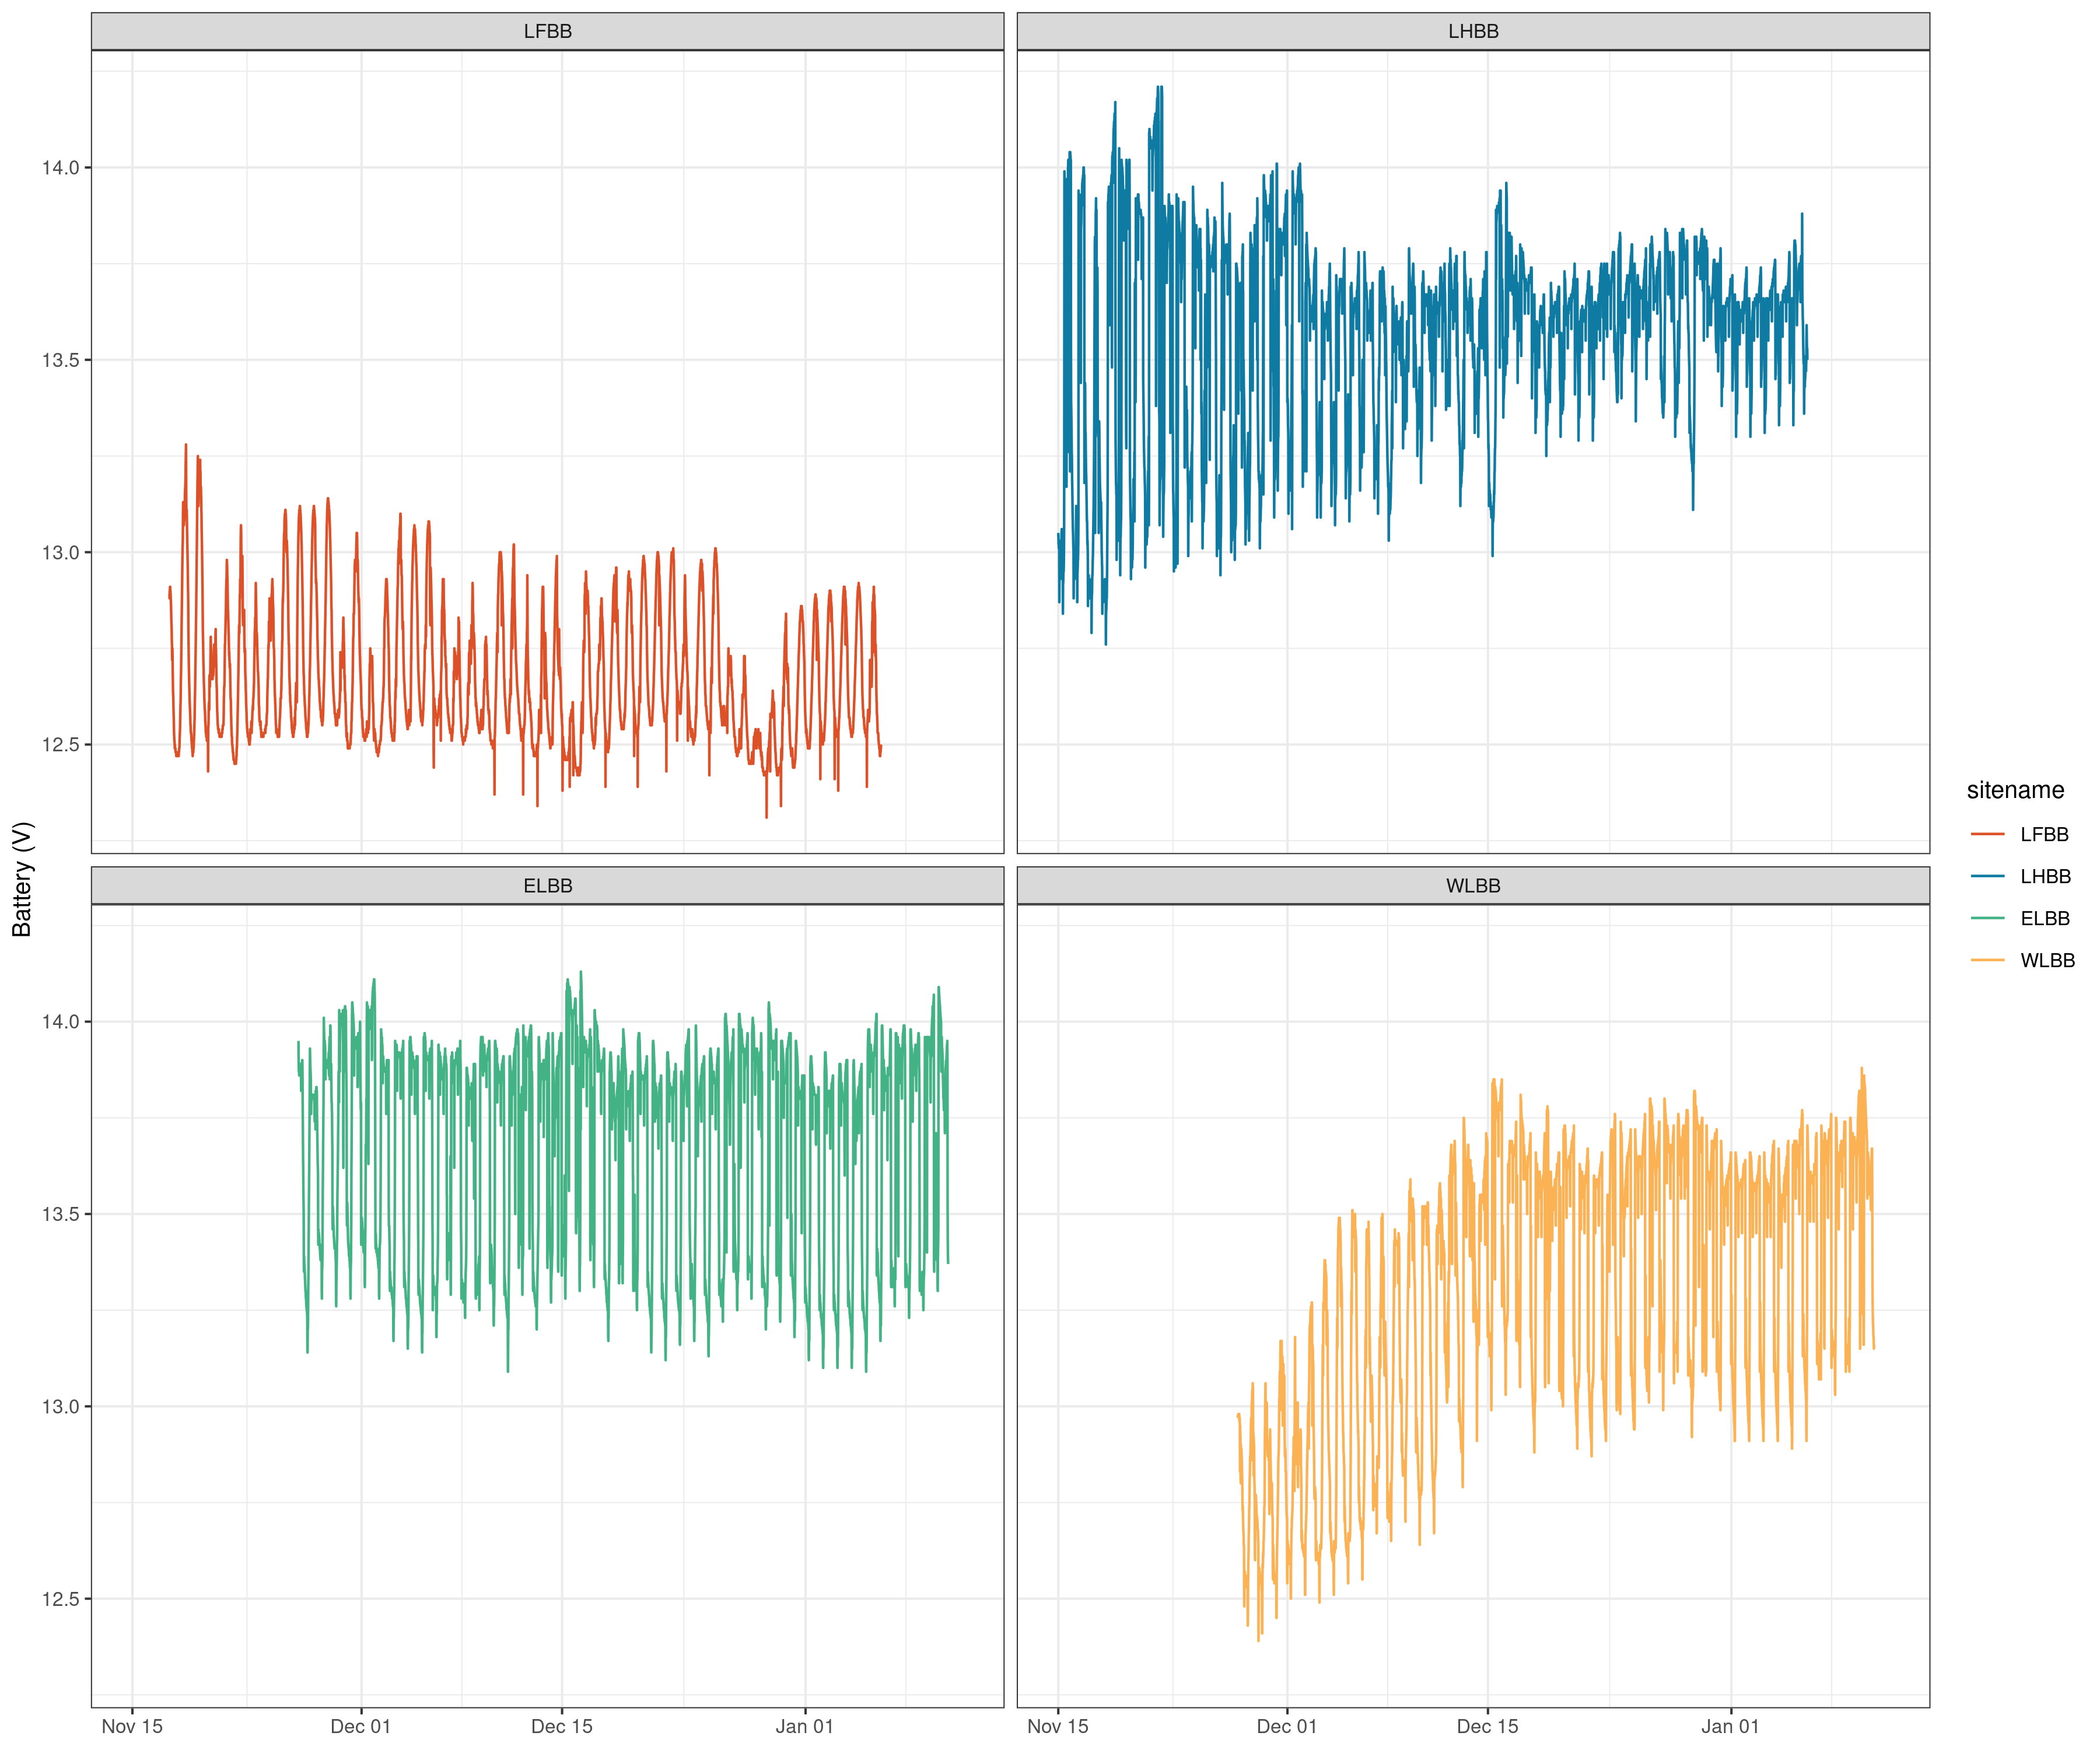 LFBB
LHBB
14.0
13.5
13.0
12.5
ELBB
WLBB
14.0
13.5
13.0
12.5
Nov 15
Dec 01
Dec 15
Jan 01
Nov 15
Dec 01
Dec 15
Jan 01
Battery (V)
sitename
LFBB
LHBB
ELBB
WLBB